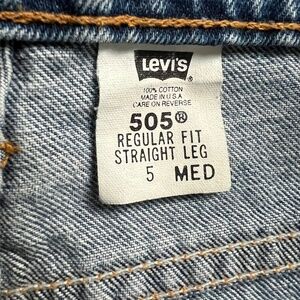 Levi's
100% COTTON
MADE IN U.S.A
CARE ON REVERSE
505®
REGULAR FIT
STRAIGHT LEG
5 MED